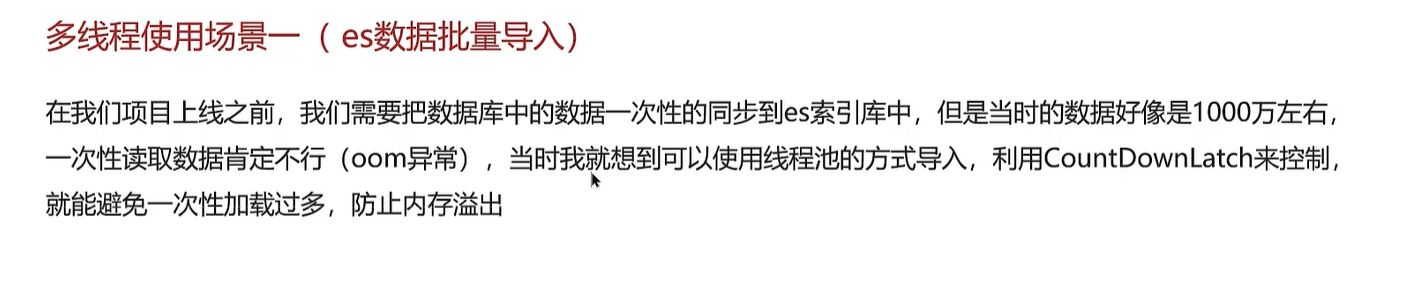 多线程使用场景一（ es数据批量导入）
在我们项目上线之前，我们需要把数据库中的数据一次性的同步到es索引库中，但是当时的数据好像是1000万左右，
一次性读取数据肯定不行（oom异常），当时我就想到可以使用线程池的方式导入，利用CountDownLatch来控制，
就能避免一次性加载过多，防止内存溢出